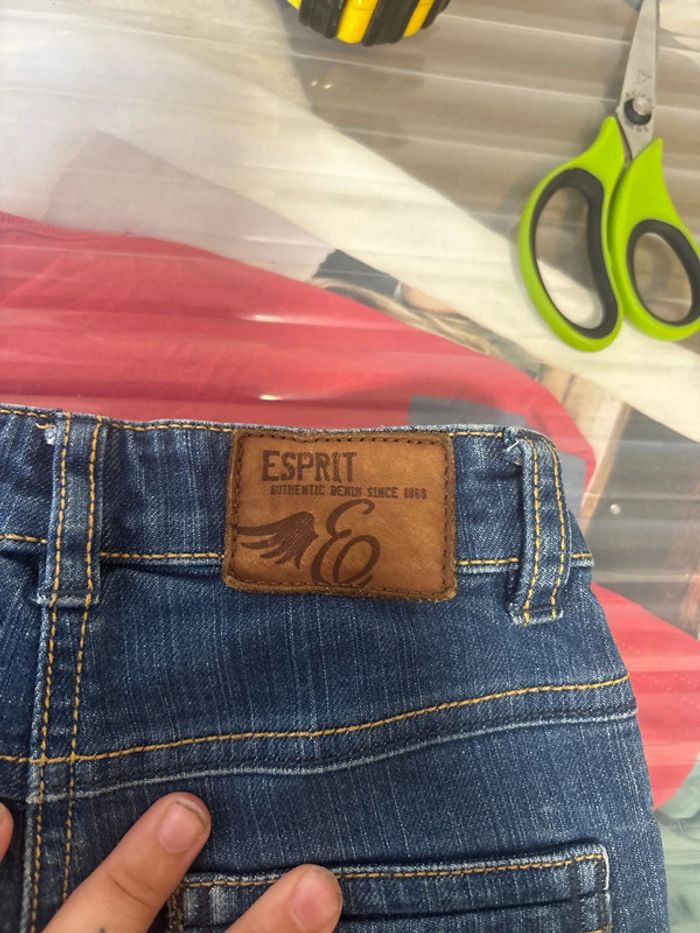 ESPRIT
AUTHENTIC DENIM SINCE 1968
E